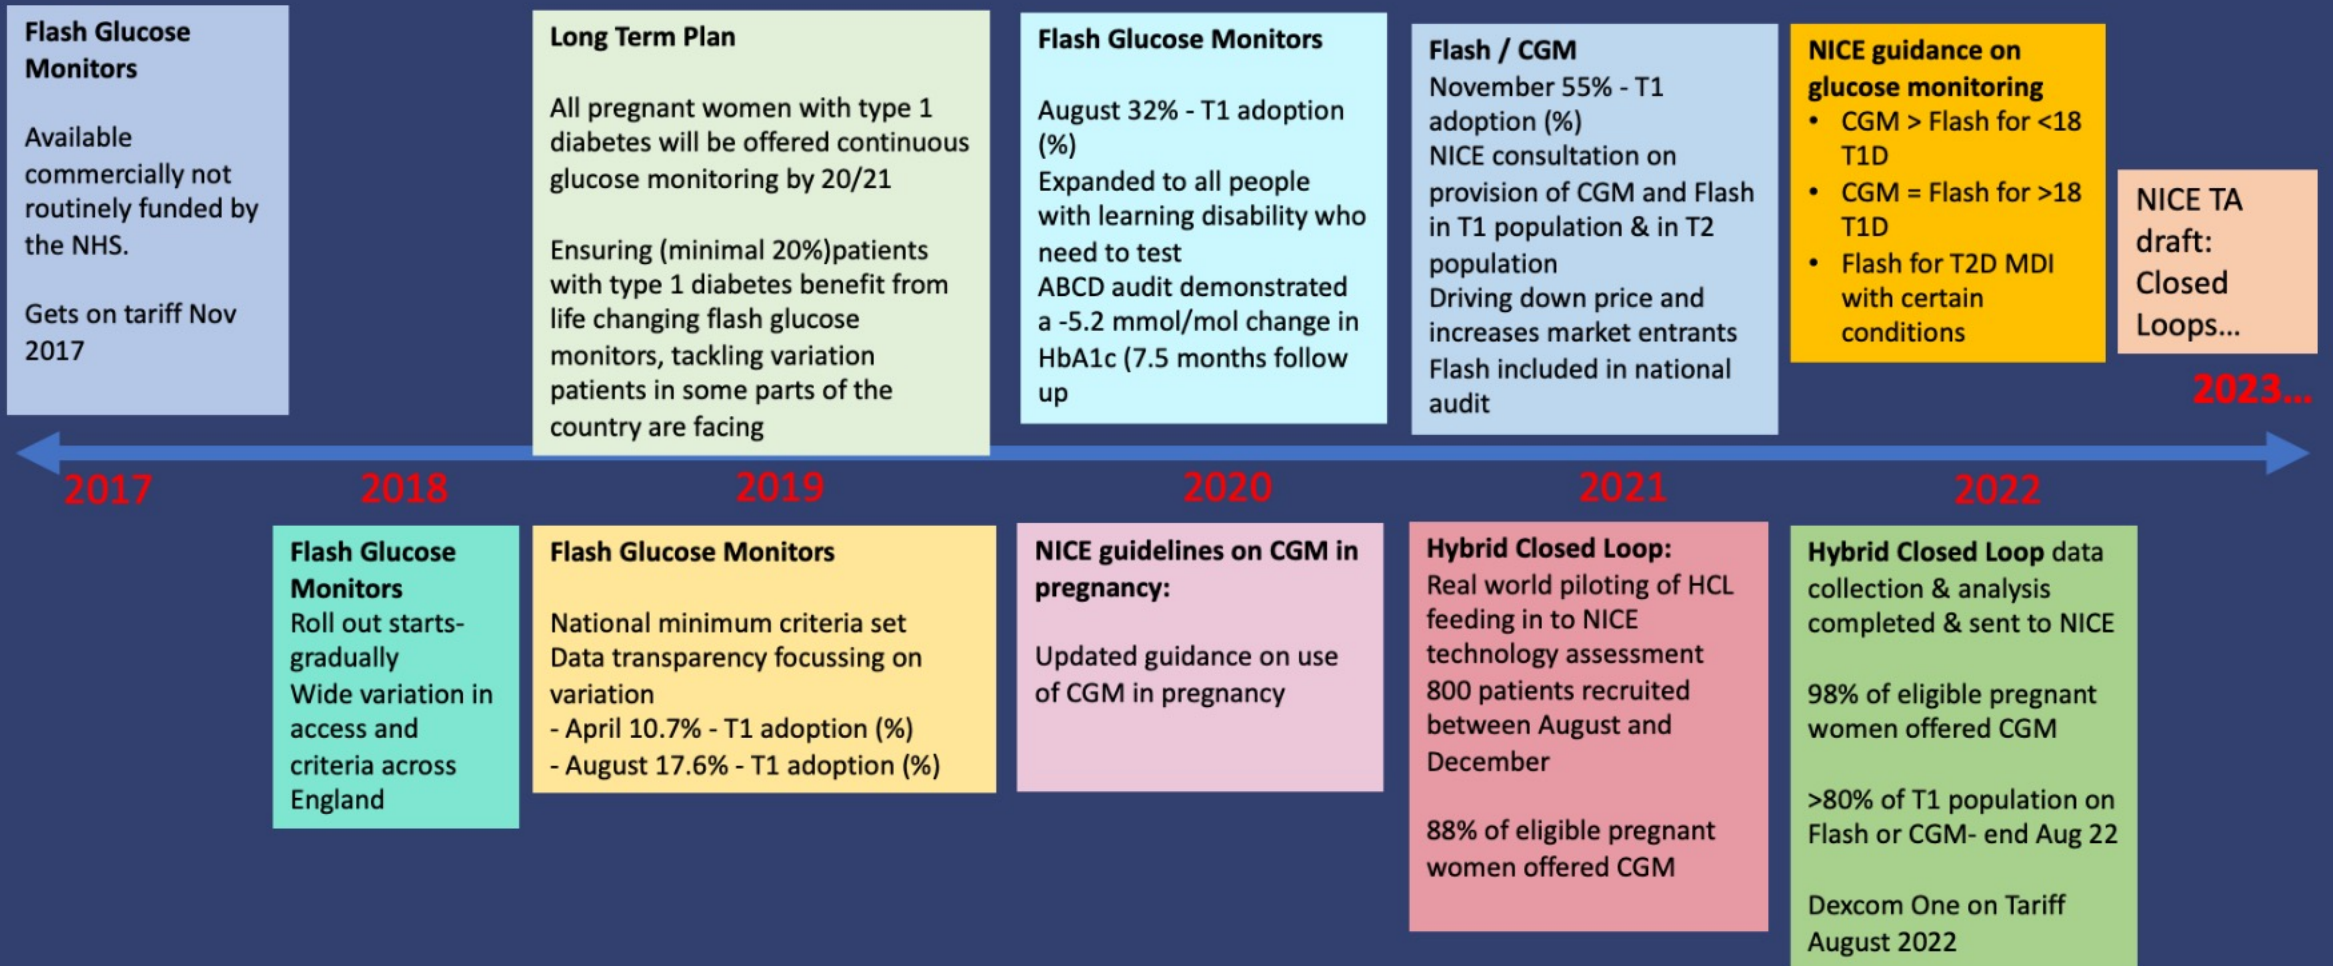 Flash Glucose
Monitors
Available
commercially not
routinely funded by
the NHS.
Gets on tariff Nov
2017
Long Term Plan
All pregnant women with type 1
diabetes will be offered continuous
glucose monitoring by 20/21
Ensuring (minimal 20%)patients
with type 1 diabetes benefit from
life changing flash glucose
monitors, tackling variation
patients in some parts of the
country are facing
Flash Glucose Monitors
August 32% - T1 adoption
(%)
Expanded to all people
with learning disability who
need to test
ABCD audit demonstrated
a -5.2 mmol/mol change in
HbA1c (7.5 months follow
up
Flash / CGM
November 55% - T1
adoption (%)
NICE consultation on
provision of CGM and Flash
in T1 population & in T2
population
Driving down price and
increases market entrants
Flash included in national
audit
NICE guidance on
glucose monitoring
• CGM > Flash for <18
T1D
• CGM = Flash for >18
T1D
• Flash for T2D MDI
with certain
conditions
NICE TA
draft:
Closed
Loops...
2023...
2017
2018
2019
2020
2021
2022
Flash Glucose
Monitors
Roll out starts-
gradually
Wide variation in
access and
criteria across
England
Flash Glucose Monitors
National minimum criteria set
Data transparency focussing on
variation
- April 10.7% - T1 adoption (%)
- August 17.6% - T1 adoption (%)
NICE guidelines on CGM in
pregnancy:
Updated guidance on use
of CGM in pregnancy
Hybrid Closed Loop:
Real world piloting of HCL
feeding in to NICE
technology assessment
800 patients recruited
between August and
December
88% of eligible pregnant
women offered CGM
Hybrid Closed Loop data
collection & analysis
completed & sent to NICE
98% of eligible pregnant
women offered CGM
>80% of T1 population on
Flash or CGM- end Aug 22
Dexcom One on Tariff
August 2022